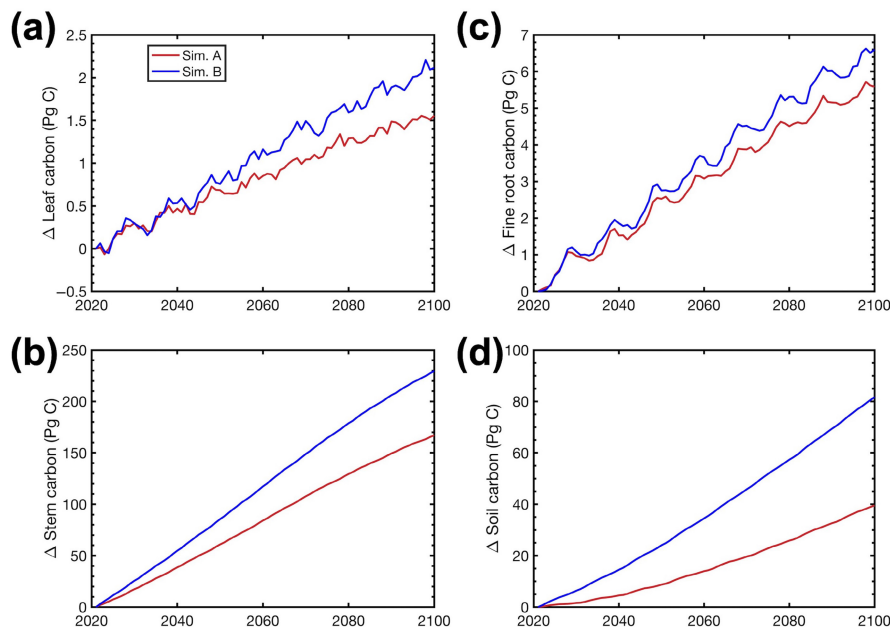 (a)
Δ Leaf carbon (Pg C)
2.5
2
1.5
1
0.5
0
−0.5
2020 2040 2060 2080 2100
Sim. A
Sim. B
(c)
Δ Fine root carbon (Pg C)
7
6
5
4
3
2
1
0
2020 2040 2060 2080 2100
(b)
Δ Stem carbon (Pg C)
250
200
150
100
50
0
2020 2040 2060 2080 2100
(d)
Δ Soil carbon (Pg C)
100
80
60
40
20
0
2020 2040 2060 2080 2100